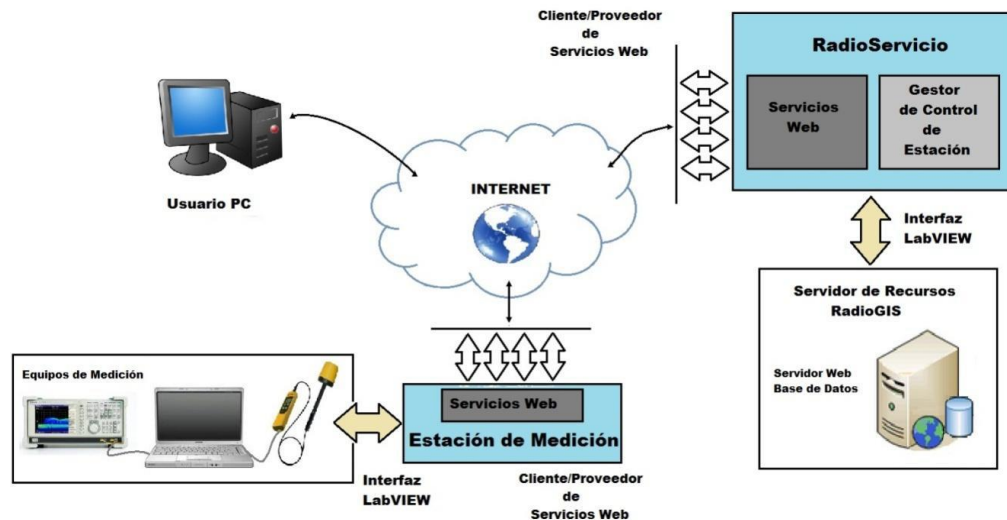 Cliente/Proveedor
de
Servicios Web
RadioServicio
Servicios
Web
Gestor
de Control
de
Estación
Usuario PC
INTERNET
Interfaz
LabVIEW
Servidor de Recursos
RadioGIS
Servidor Web
Base de Datos
Equipos de Medición
Servicios Web
Estación de Medición
Interfaz
LabVIEW
Cliente/Proveedor
de
Servicios Web